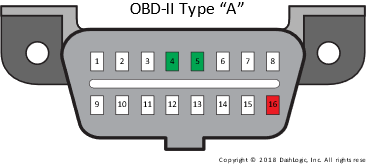 OBD-II Type “A”
1 2 3 4 5 6 7 8
9 10 11 12 13 14 15 16
Copyright © 2018 DashLogic, Inc. All rights rese